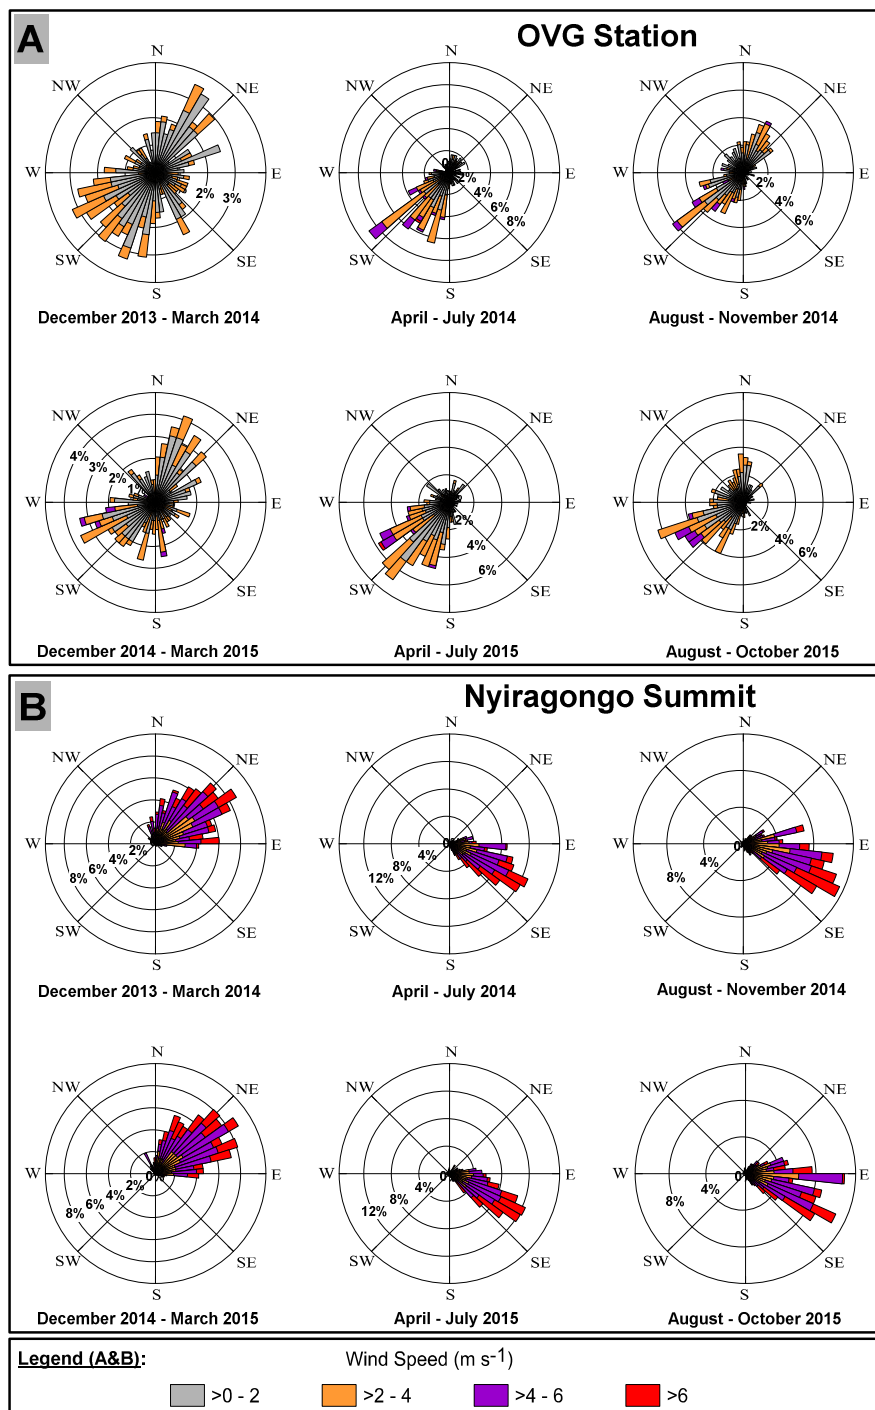 A
OVG Station
N
N
N
NW
NE
NW
NE
NW
NE
W
2%
3%
E
W
0
2%
4%
6%
8%
E
W
2%
4%
6%
E
SW
SE
SW
SE
SW
SE
S
S
S
December 2013 - March 2014
April - July 2014
August - November 2014
N
N
N
NW
NE
NW
NE
NW
NE
4%
3%
2%
1%
W
E
W
2%
4%
6%
E
W
2%
4%
6%
E
SW
SE
SW
SE
SW
SE
S
S
S
December 2014 - March 2015
April - July 2015
August - October 2015
B
Nyiragongo Summit
N
N
N
NW
NE
NW
NE
NW
NE
W
8%
6%
4%
2%
E
W
12%
8%
4%
0
E
W
8%
4%
0
E
SW
SE
SW
SE
SW
SE
S
S
S
December 2013 - March 2014
April - July 2014
August - November 2014
N
N
N
NW
NE
NW
NE
NW
NE
W
8%
6%
4%
2%
0
E
W
12%
8%
4%
0
E
W
8%
4%
0
E
SW
SE
SW
SE
SW
SE
S
S
S
December 2014 - March 2015
April - July 2015
August - October 2015
Legend (A&B):
Wind Speed (m s-1)
>0 - 2
>2 - 4
>4 - 6
>6